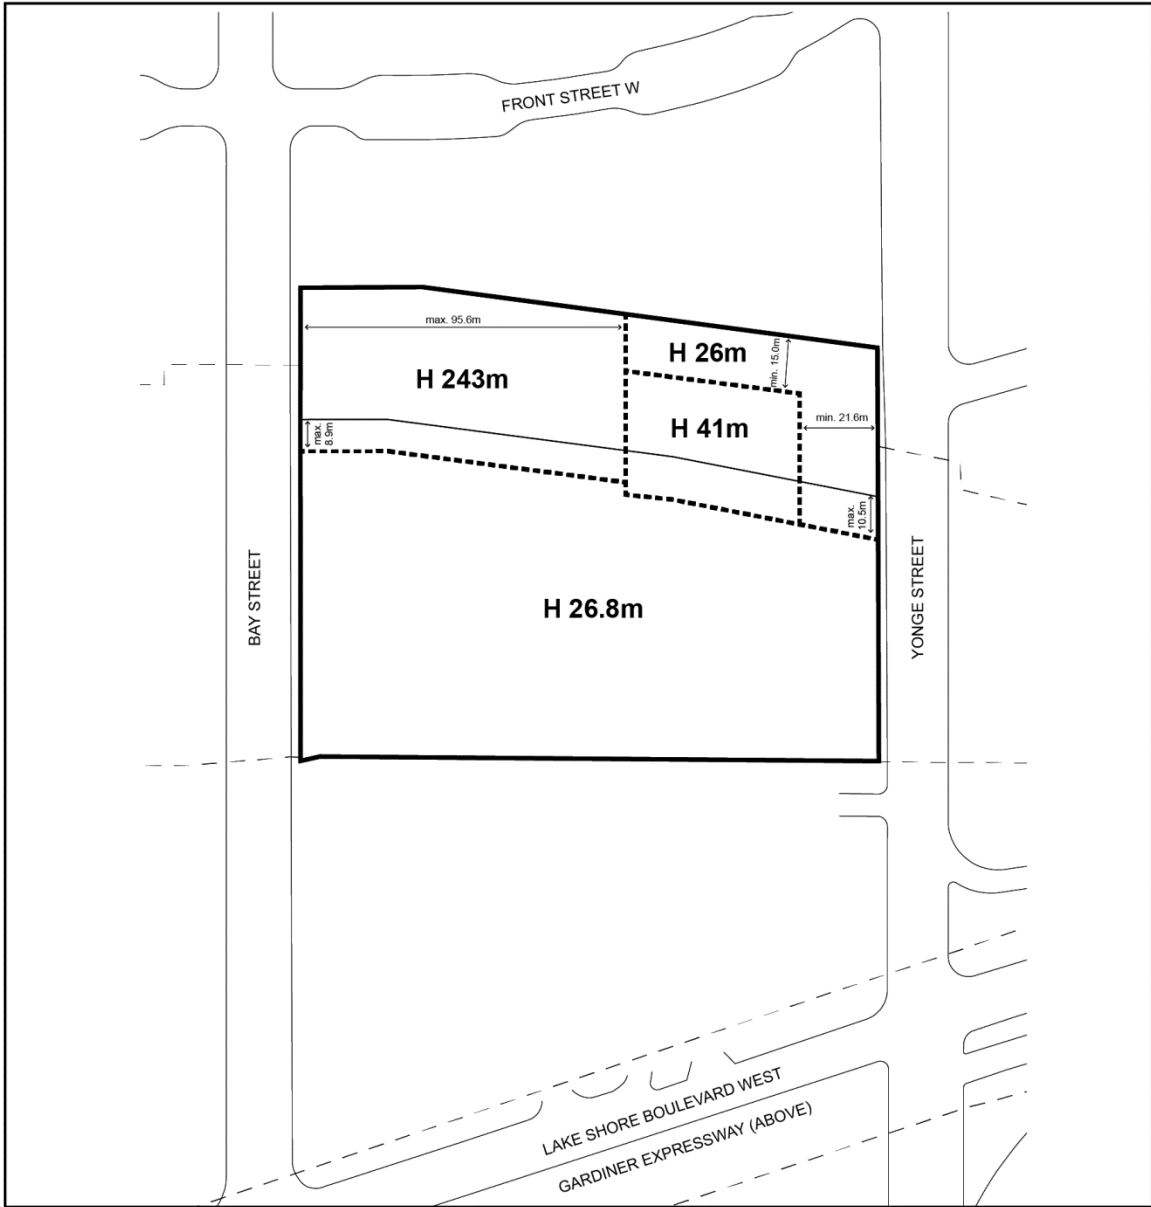 FRONT STREET W
max. 95.6m
H 26m
min. 15.0m
H 243m
min. 21.6m
max.
8.9m
H 41m
max.
10.5m
BAY STREET
H 26.8m
YONGE STREET
LAKE SHORE BOULEVARD WEST
GARDINER EXPRESSWAY (ABOVE)